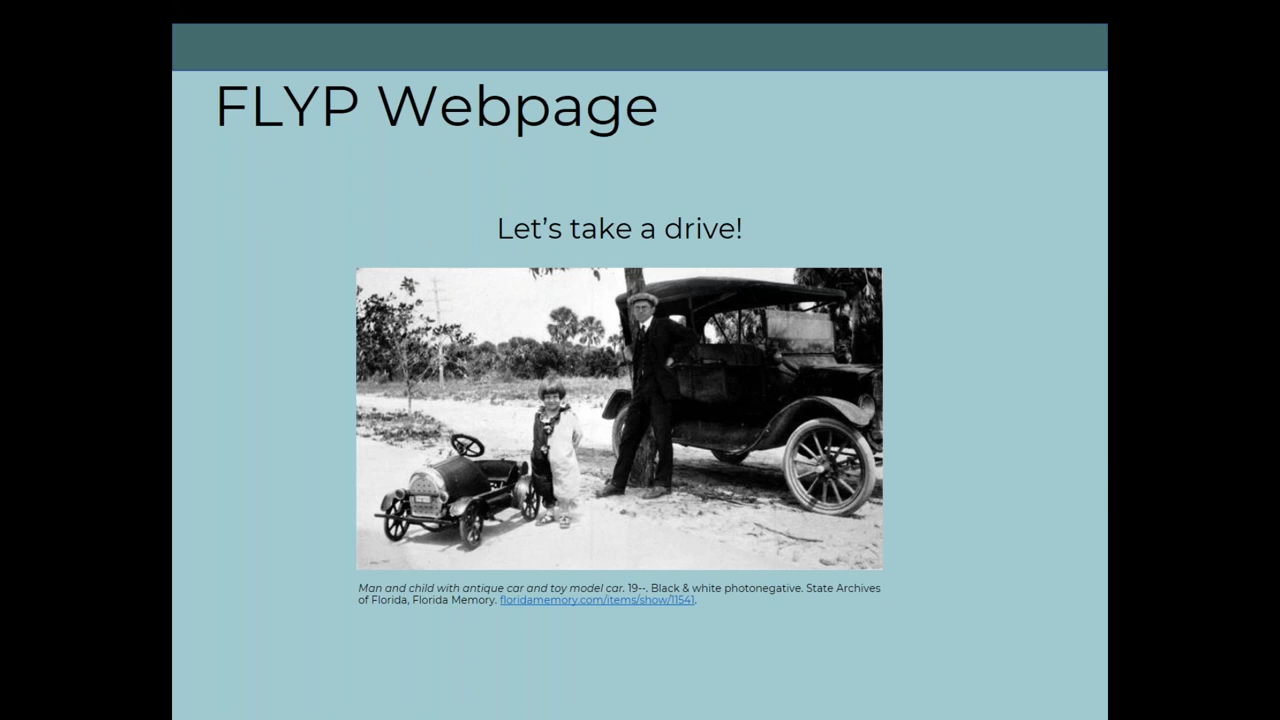 FLYP Webpage
Let’s take a drive!
Man and child with antique car and toy model car. 19--. Black & white photonegative. State Archives
of Florida, Florida Memory. floridamemory.com/items/show/11541.